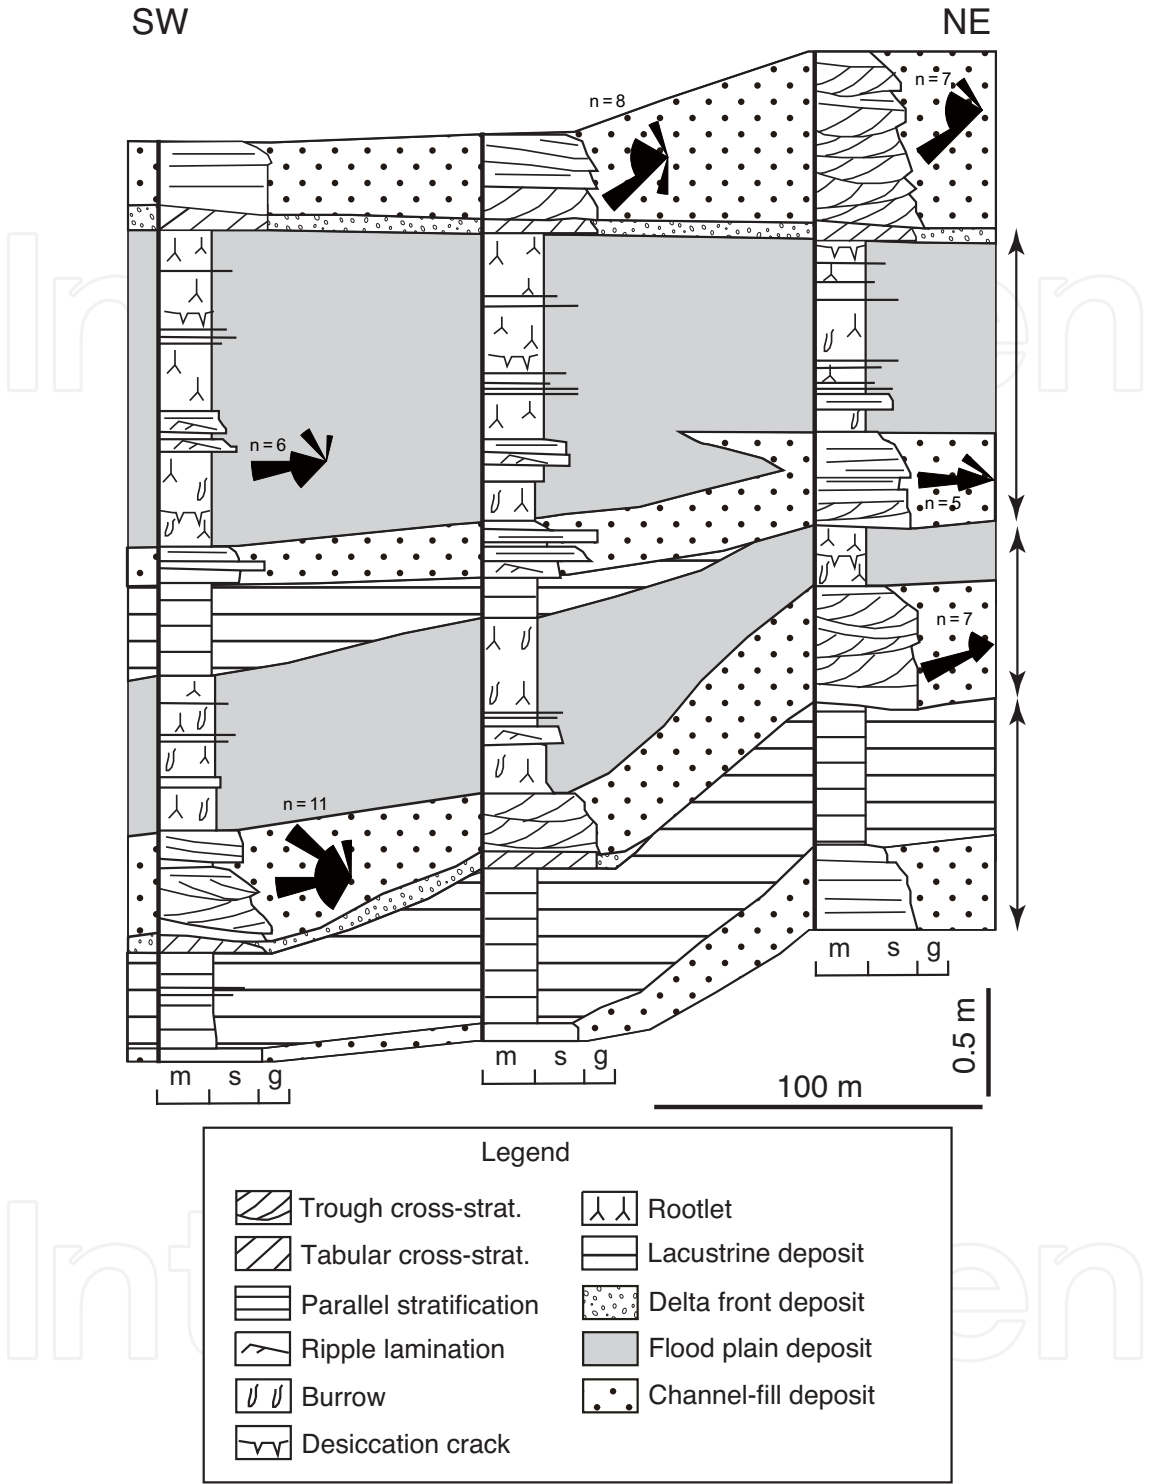 SW NE
n = 7
n = 8
n = 6
n = 5
n = 7
n = 11
m s g
m s g
m s g
0.5 m
100 m
Legend
Trough cross-strat.
Tabular cross-strat.
Parallel stratification
Ripple lamination
Burrow
Desiccation crack
Rootlet
Lacustrine deposit
Delta front deposit
Flood plain deposit
Channel-fill deposit